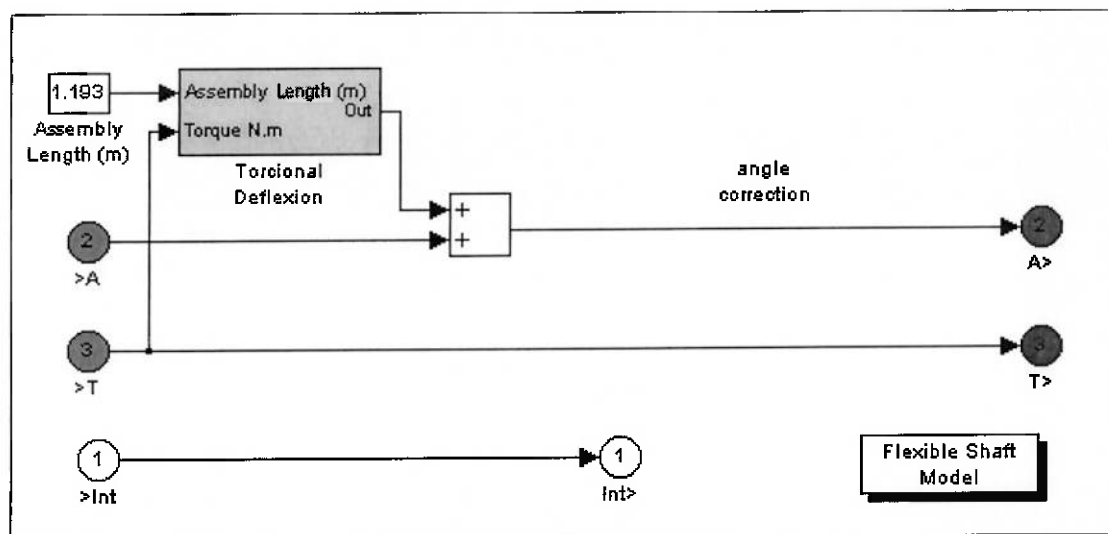 1.193
Assembly
Length (m)
Assembly Length (m)
Out
Torque N.m
Torcional
Deflexion
+
+
angle
correction
2
>A
2
A>
3
>T
3
T>
1
>Int
1
Int>
Flexible Shaft
Model